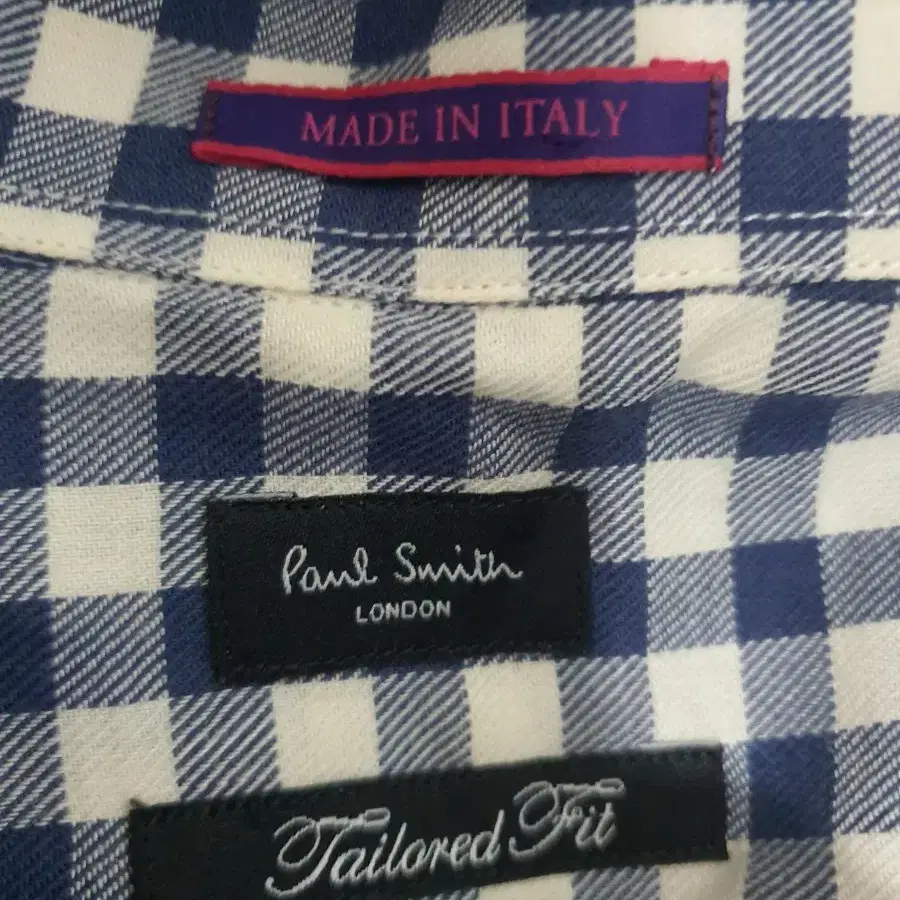 MADE IN ITALY
Paul Smith
LONDON
Tailored Fit